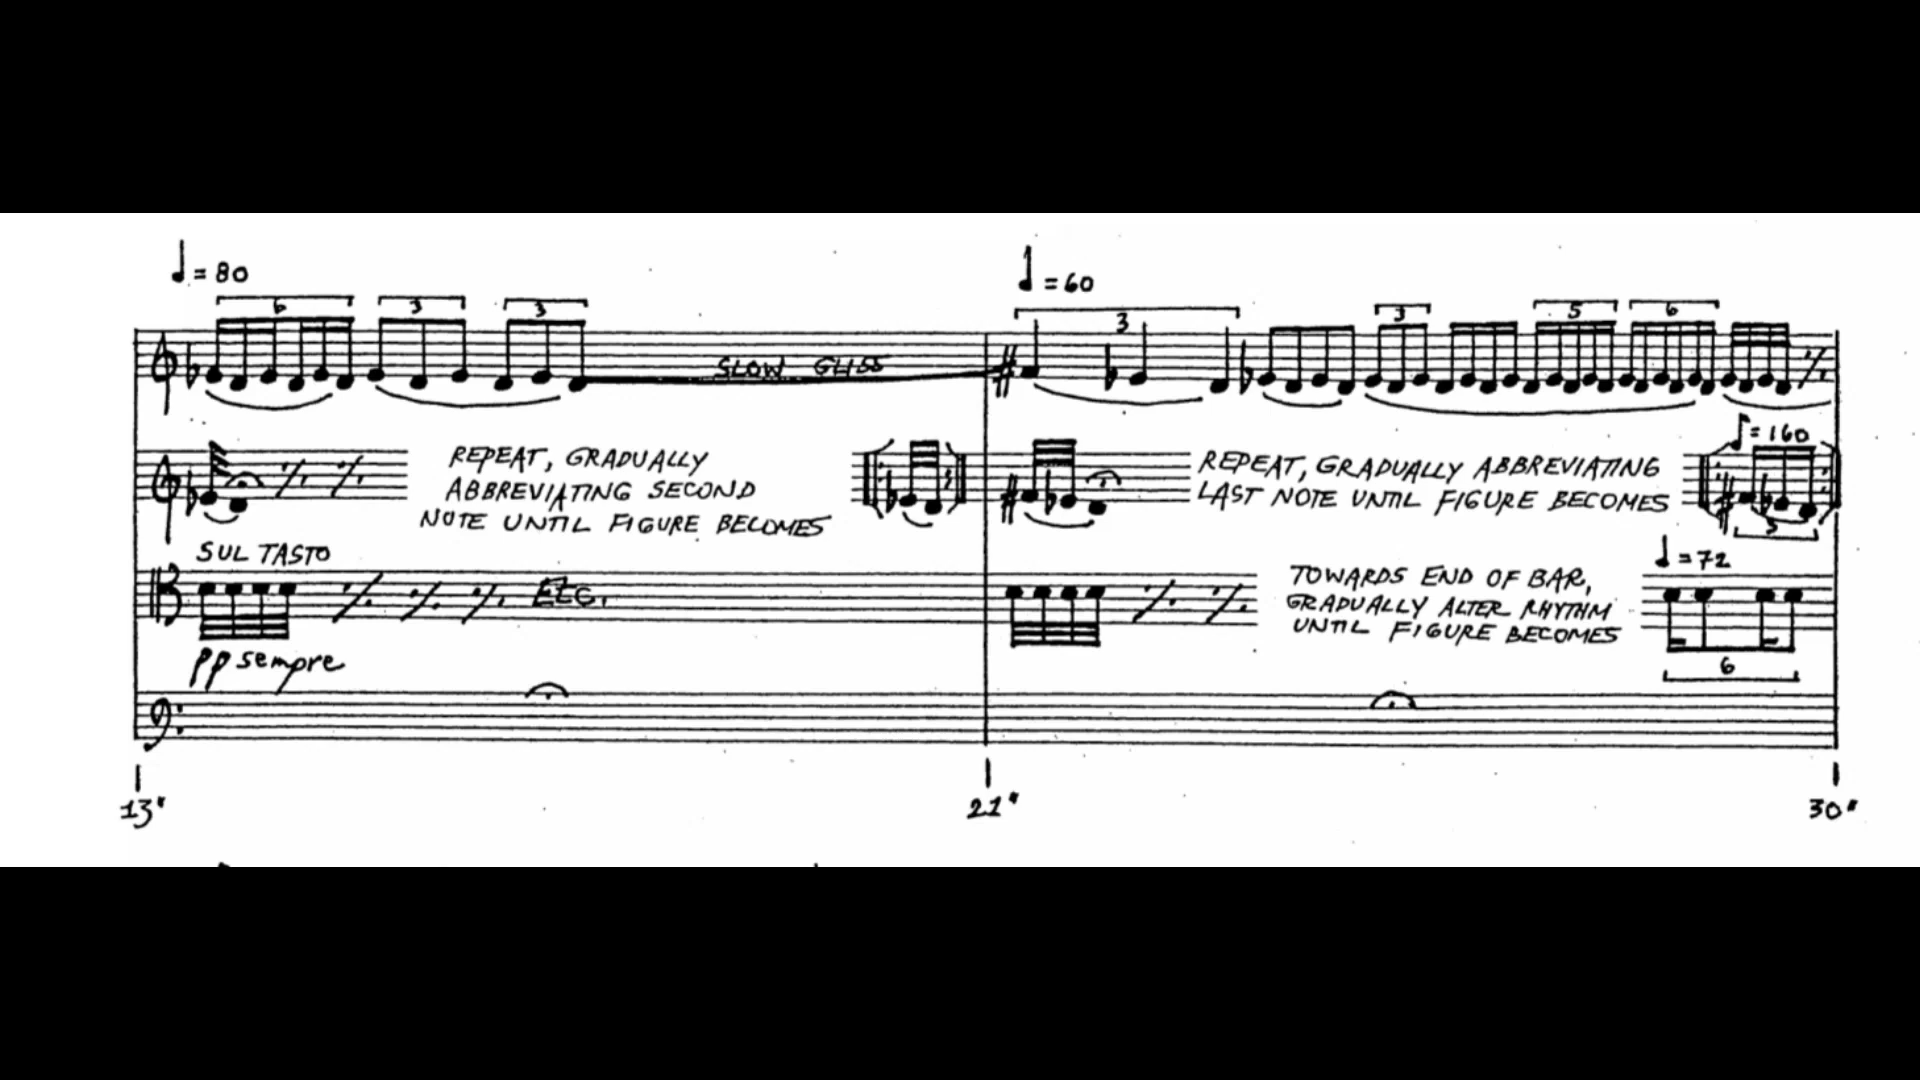 ♩= 80
♩= 60
6 3 3
3 3 5 6
SLOW GLISS
♪= 160
REPEAT, GRADUALLY
ABBREVIATING SECOND
NOTE UNTIL FIGURE BECOMES
REPEAT, GRADUALLY ABBREVIATING
LAST NOTE UNTIL FIGURE BECOMES
3
SUL TASTO
ETC.
♩= 72
TOWARDS END OF BAR,
GRADUALLY ALTER RHYTHM
UNTIL FIGURE BECOMES
6
pp sempre
13"
21"
30"